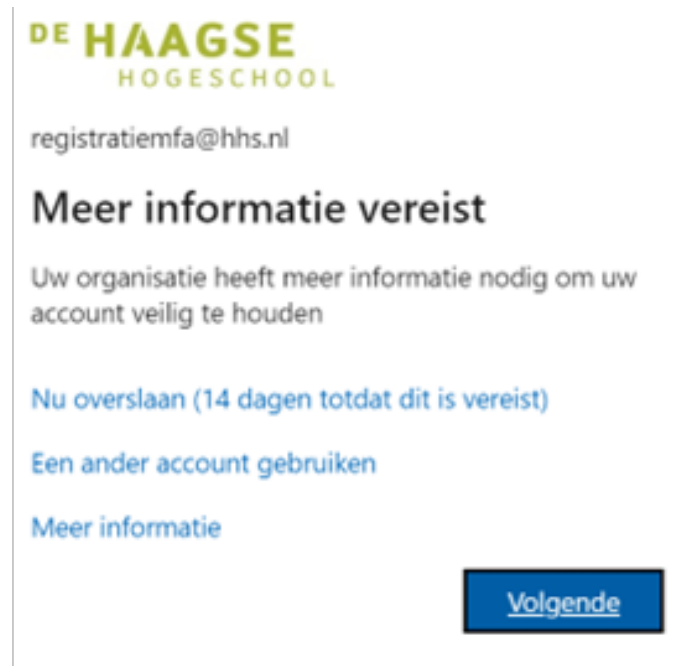 DE HAAGSE
HOGESCHOOL
registratiemfa@hhs.nl
Meer informatie vereist
Uw organisatie heeft meer informatie nodig om uw
account veilig te houden
Nu overslaan (14 dagen totdat dit is vereist)
Een ander account gebruiken
Meer informatie
Volgende